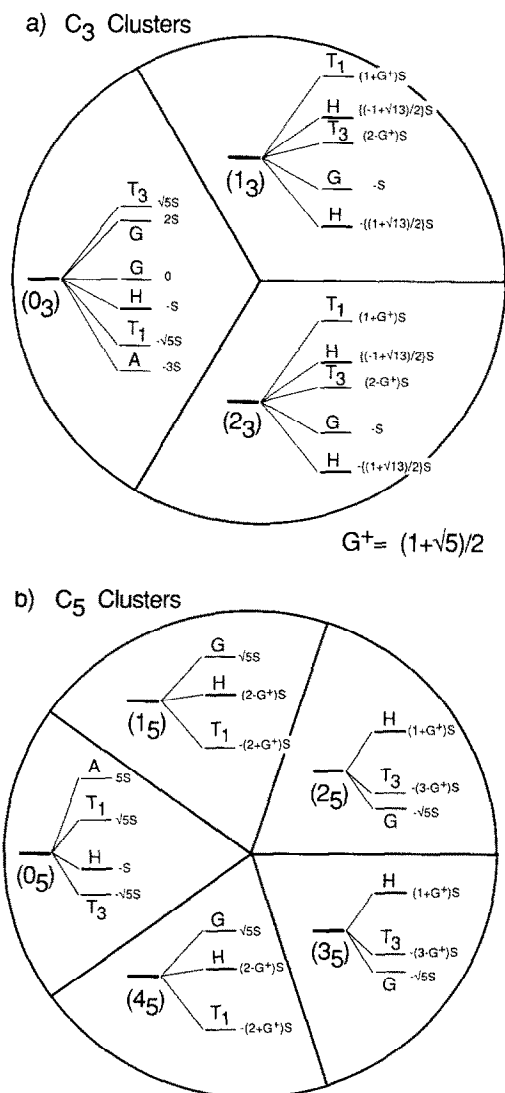 a) C₃ Clusters
T₁ (1+G⁺)S
H {(-1+√13)/2}S
T₃ (2-G⁺)S
(1₃)
G -S
H -{(1+√13)/2}S
T₃ √5S
G 2S
G 0
(0₃)
H -S
T₁ -√5S
A -3S
T₁ (1+G⁺)S
H {(-1+√13)/2}S
T₃ (2-G⁺)S
(2₃)
G -S
H -{(1+√13)/2}S
G⁺= (1+√5)/2
b) C₅ Clusters
G √5S
H (2-G⁺)S
(1₅)
T₁ -(2+G⁺)S
H (1+G⁺)S
(2₅)
T₃ -(3-G⁺)S
G -√5S
A 5S
T₁ √5S
(0₅)
H -S
T₃ -√5S
H (1+G⁺)S
(3₅)
T₃ -(3-G⁺)S
G -√5S
G √5S
H (2-G⁺)S
(4₅)
T₁ -(2+G⁺)S